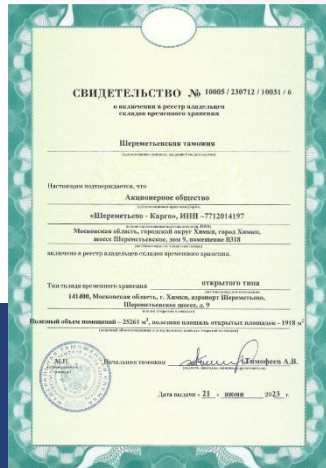 СВИДЕТЕЛЬСТВО № 10005 / 230712 / 10031 / 6
о включении в реестр владельцев
складов временного хранения
Шереметьевская таможня
Настоящим подтверждается, что
Акционерное общество
«Шереметьево - Карго», ИНН –7712014197
Московская область, городской округ Химки, город Химки,
шоссе Шереметьевское, дом 9, помещение В318
включено в реестр владельцев складов временного хранения.
Тип склада временного хранения открытого типа
141400, Московская область, г. Химки, аэропорт Шереметьево,
Шереметьевское шоссе, д. 9
Полезный объем помещений – 25261 м³, полезная площадь открытых площадок - 1918 м²
М.П. Начальник таможни Тимофеев А.В.
Дата выдачи « 21 » июня 2023 г.